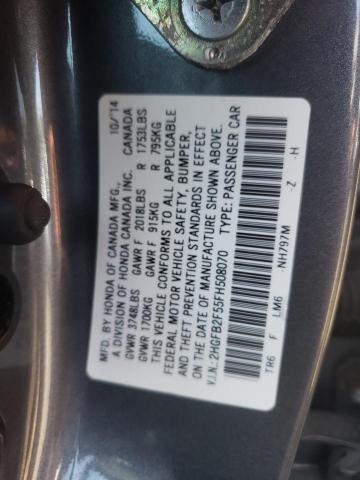 MFD. BY HONDA OF CANADA MFG., 10/'14
A DIVISION OF HONDA CANADA INC. CANADA
GVWR 3748LBS GAWR F 2018LBS R 1753LBS
GVWR 1700KG GAWR F 915KG R 795KG
THIS VEHICLE CONFORMS TO ALL APPLICABLE
FEDERAL MOTOR VEHICLE SAFETY, BUMPER,
AND THEFT PREVENTION STANDARDS IN EFFECT
ON THE DATE OF MANUFACTURE SHOWN ABOVE.
V.I.N.: 2HGFB2F55FH508070 TYPE: PASSENGER CAR
TR6 F LM6 NH797M -Z -H